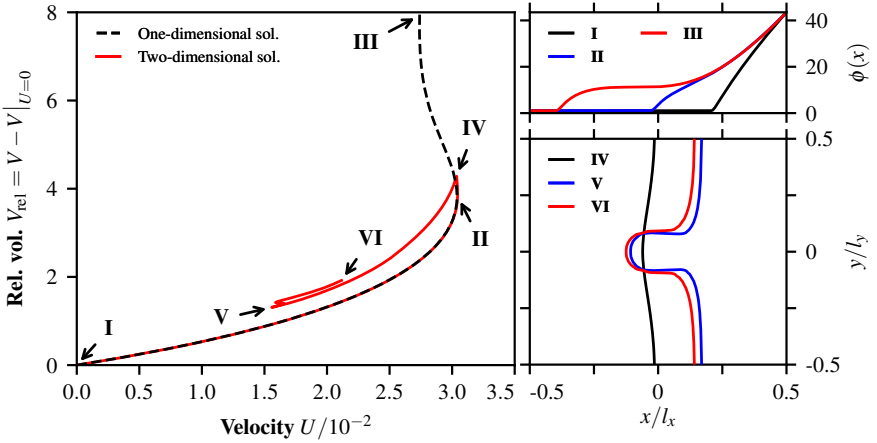 8
6
4
2
0
0.0
0.5
1.0
1.5
2.0
2.5
3.0
3.5
Rel. vol. V_rel = V − V|_{U=0}
Velocity U/10⁻²
One-dimensional sol.
Two-dimensional sol.
I
II
III
IV
V
VI
I
II
III
40
20
0
ϕ(x)
IV
V
VI
0.5
0
-0.5
y/l_y
-0.5
0
0.5
x/l_x